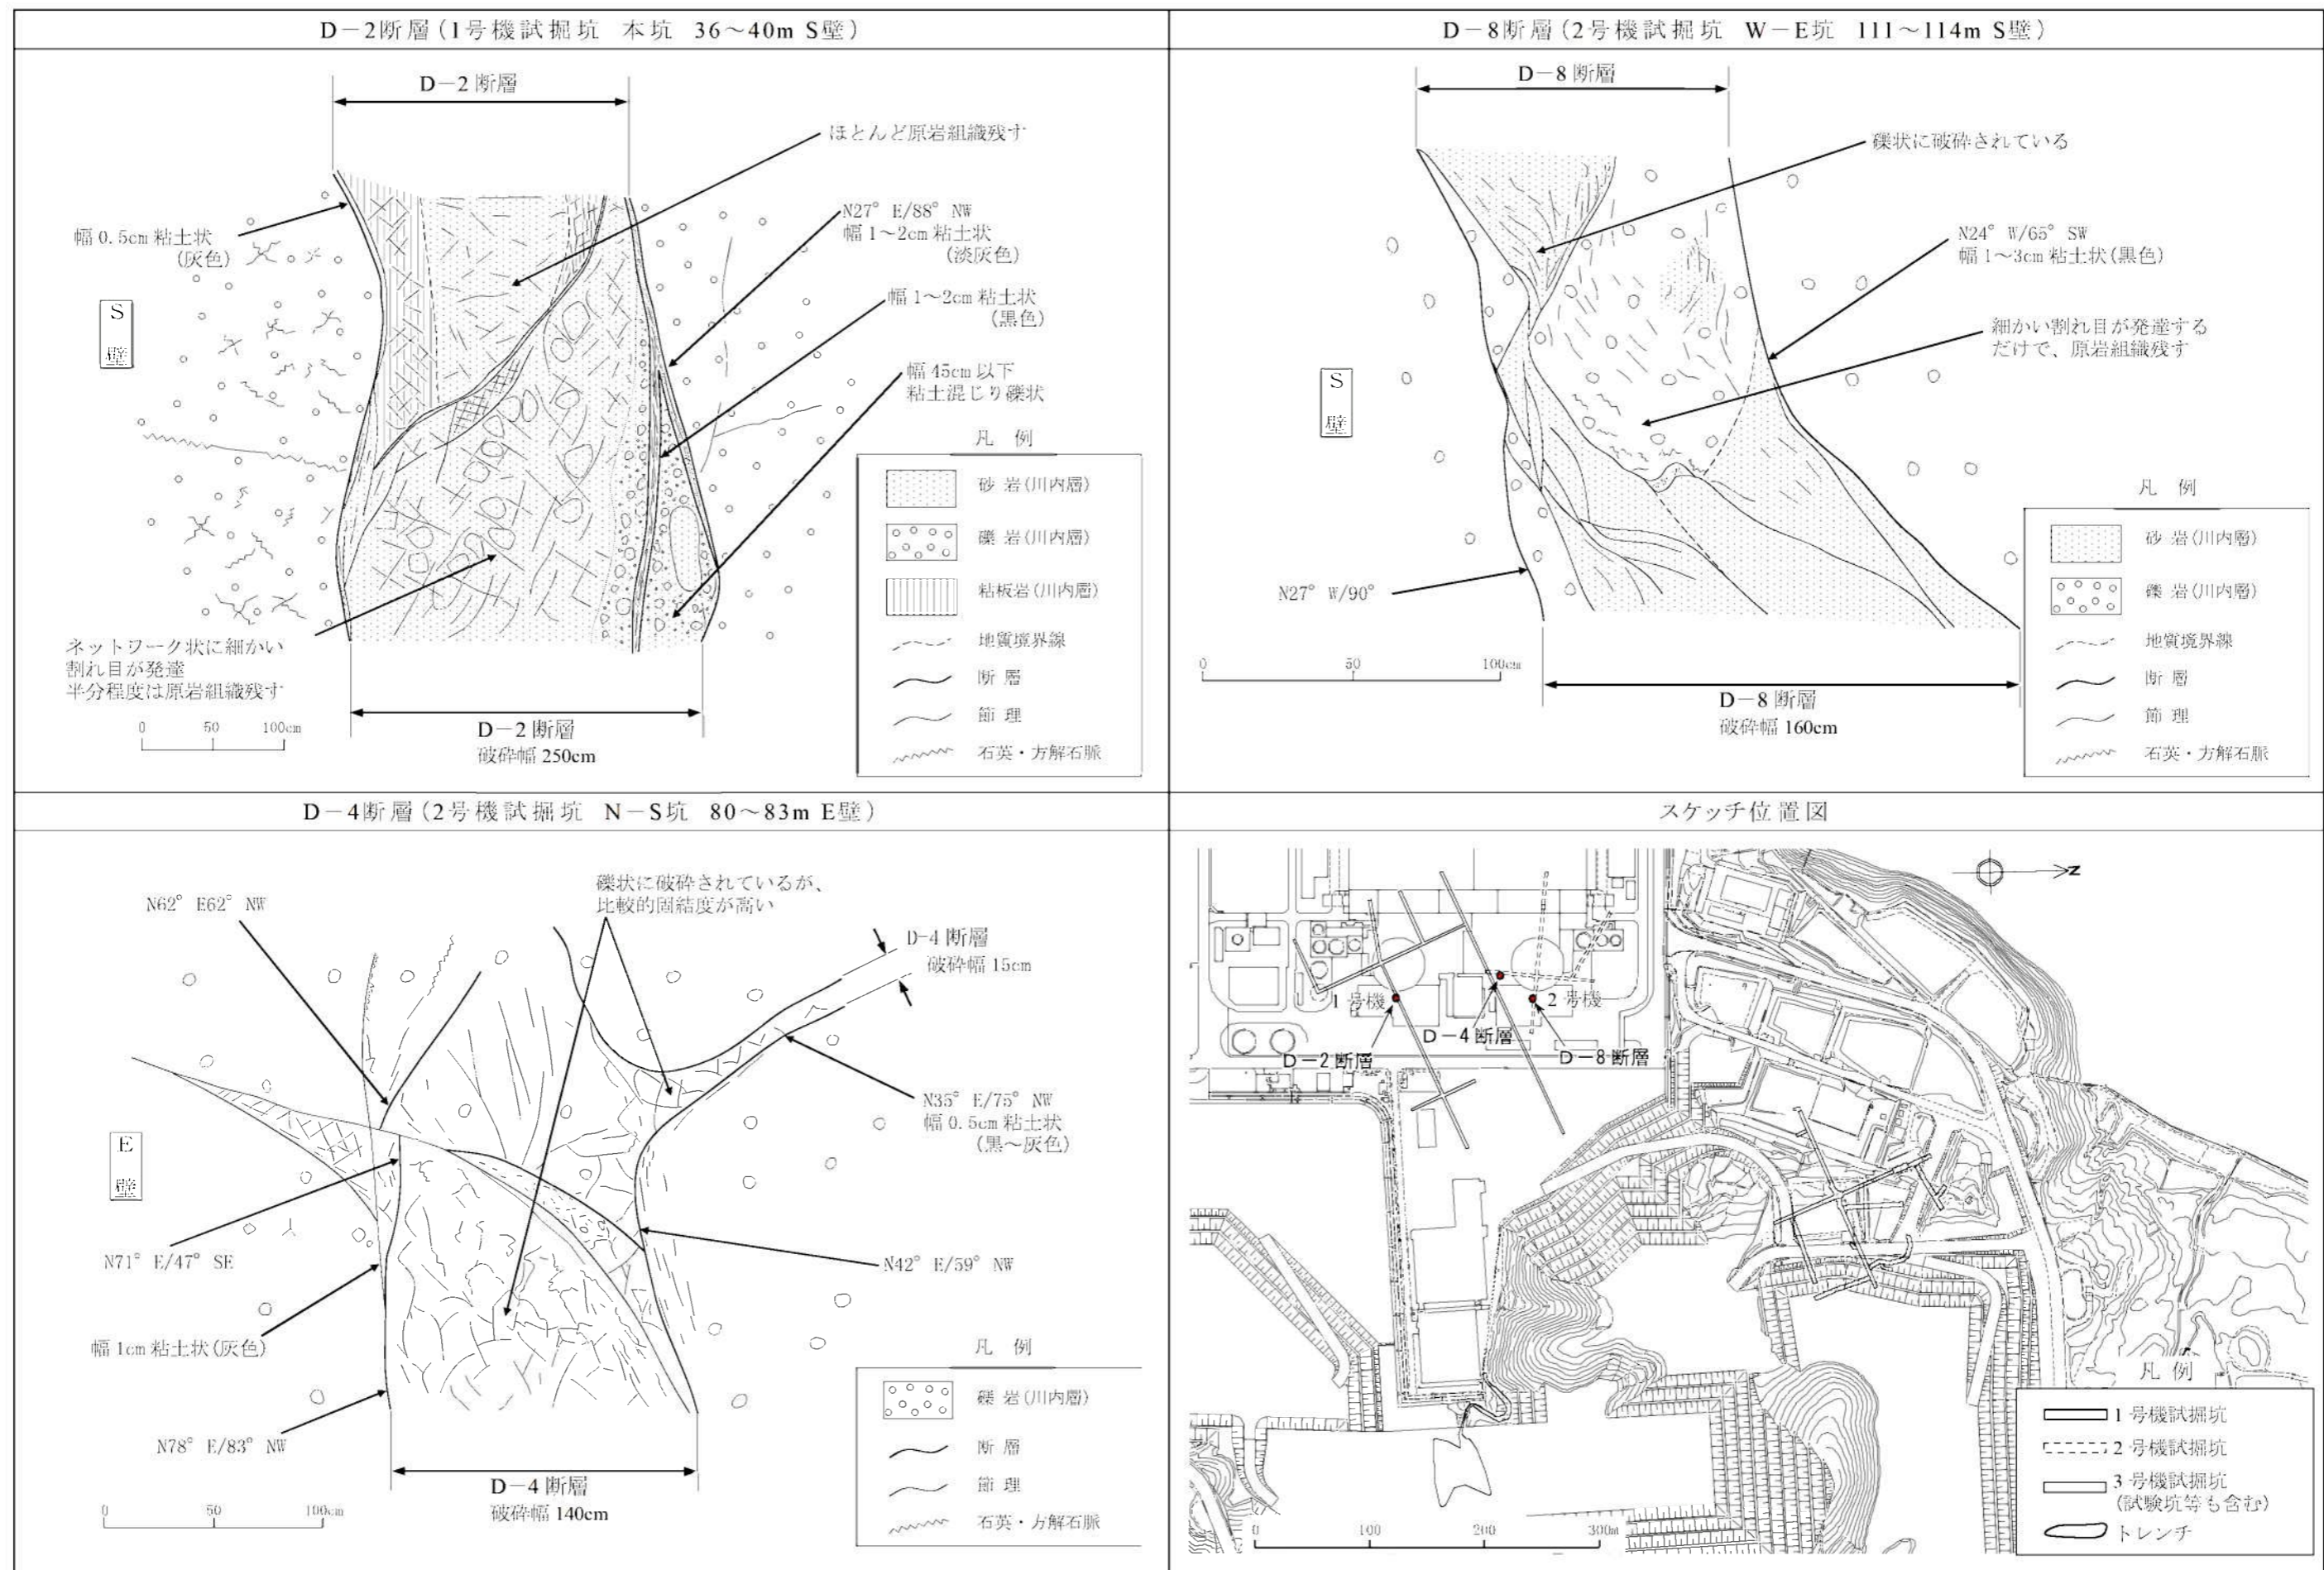 D－2断層(1号機試掘坑　本坑　36～40m S壁)
D－2断層
ほとんど原岩組織残す
幅0.5cm粘土状
(灰色)
N27° E/88° NW
幅1～2cm粘土状
(淡灰色)
幅1～2cm粘土状
(黒色)
S
壁
幅45cm以下
粘土混じり礫状
凡　例
砂 岩(川内層)
礫 岩(川内層)
粘板岩(川内層)
地質境界線
断 層
節 理
石英・方解石脈
ネットワーク状に細かい
割れ目が発達
半分程度は原岩組織残す
0　50　100cm
D－2断層
破砕幅250cm
D－8断層(2号機試掘坑　W－E坑　111～114m S壁)
D－8断層
礫状に破砕されている
N24° W/65° SW
幅1～3cm粘土状(黒色)
細かい割れ目が発達する
だけで、原岩組織残す
S
壁
N27° W/90°
0　50　100cm
D－8断層
破砕幅160cm
凡　例
砂 岩(川内層)
礫 岩(川内層)
地質境界線
断 層
節 理
石英・方解石脈
D－4断層(2号機試掘坑　N－S坑　80～83m E壁)
N62° E62° NW
礫状に破砕されているが、
比較的固結度が高い
D-4断層
破砕幅15cm
N35° E/75° NW
幅0.5cm粘土状
(黒～灰色)
E
壁
N71° E/47° SE
N42° E/59° NW
幅1cm粘土状(灰色)
N78° E/83° NW
0　50　100cm
D－4断層
破砕幅140cm
凡　例
礫 岩(川内層)
断 層
節 理
石英・方解石脈
スケッチ位置図
N
1号機
2号機
D－4断層
D－2断層
D－8断層
0　100　200　300m
凡 例
1号機試掘坑
2号機試掘坑
3号機試掘坑
(試験坑等も含む)
トレンチ